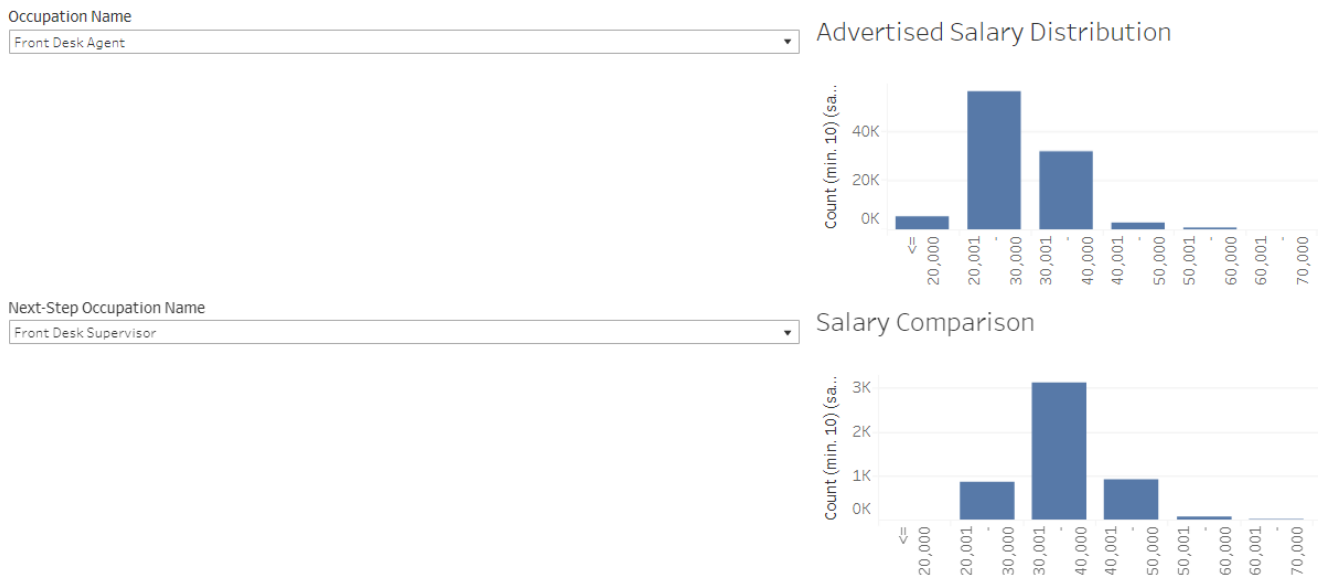 Occupation Name
Front Desk Agent
Advertised Salary Distribution
Count (min. 10) (sa...
40K
20K
0K
<= 20,000
20,001 - 30,000
30,001 - 40,000
40,001 - 50,000
50,001 - 60,000
60,001 - 70,000
Next-Step Occupation Name
Front Desk Supervisor
Salary Comparison
Count (min. 10) (sa...
3K
2K
1K
0K
<= 20,000
20,001 - 30,000
30,001 - 40,000
40,001 - 50,000
50,001 - 60,000
60,001 - 70,000